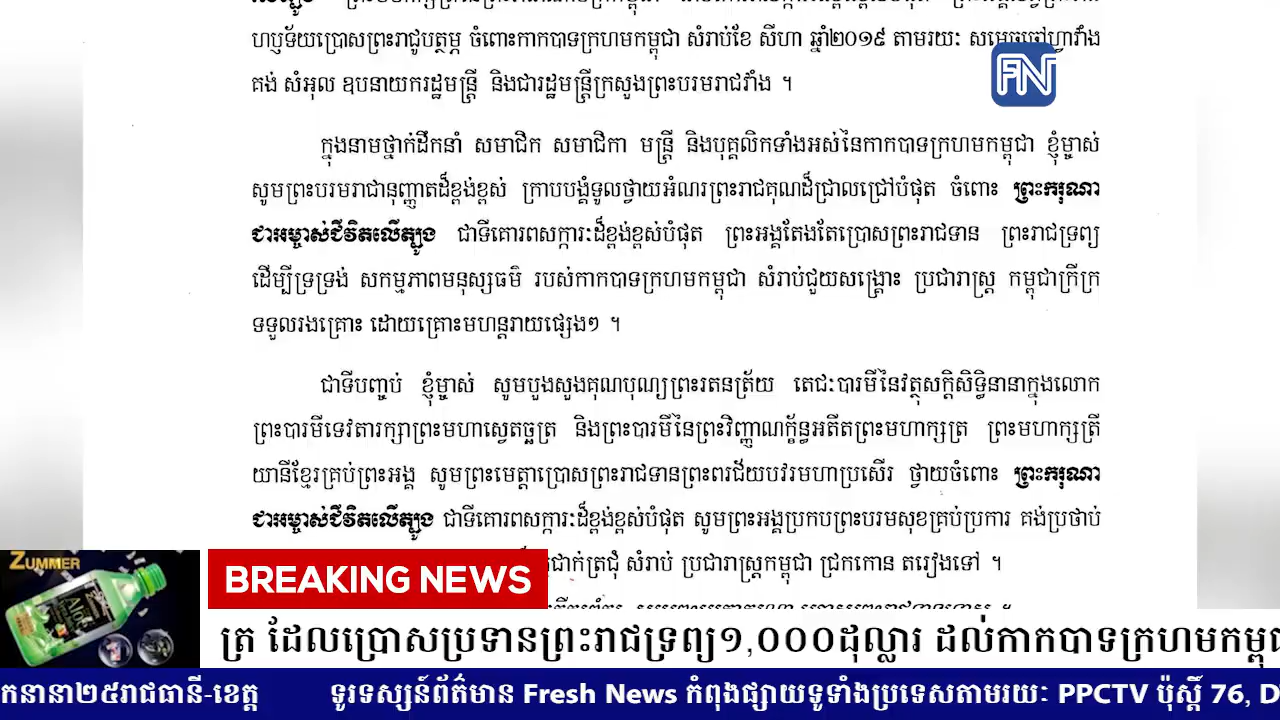 ហឫទ័យប្រោសព្រះរាជូបត្ថម្ភ ចំពោះកាកបាទក្រហមកម្ពុជា សំរាប់ខែ សីហា ឆ្នាំ២០១៩ តាមរយៈ សម្តេចចៅហ្វាវាំង
FN
គង់ សំអុល ឧបនាយករដ្ឋមន្ត្រី និងជារដ្ឋមន្ត្រីក្រសួងព្រះបរមរាជវាំង ។
ក្នុងនាមថ្នាក់ដឹកនាំ សមាជិក សមាជិកា មន្ត្រី និងបុគ្គលិកទាំងអស់នៃកាកបាទក្រហមកម្ពុជា ខ្ញុំម្ចាស់
សូមព្រះបរមរាជានុញ្ញាតដ៏ខ្ពង់ខ្ពស់ ក្រាបបង្គំទូលថ្វាយអំណរព្រះរាជគុណដ៏ជ្រាលជ្រៅបំផុត ចំពោះ ព្រះករុណា
ជាអម្ចាស់ជីវិតលើត្បូង ជាទីគោរពសក្ការៈដ៏ខ្ពង់ខ្ពស់បំផុត ព្រះអង្គតែងតែប្រោសព្រះរាជទាន ព្រះរាជទ្រព្យ
ដើម្បីទ្រទ្រង់ សកម្មភាពមនុស្សធម៌ របស់កាកបាទក្រហមកម្ពុជា សំរាប់ជួយសង្គ្រោះ ប្រជារាស្ត្រ កម្ពុជាក្រីក្រ
ទទួលរងគ្រោះ ដោយគ្រោះមហន្តរាយផ្សេងៗ ។
ជាទីបញ្ចប់ ខ្ញុំម្ចាស់ សូមបួងសួងគុណបុណ្យព្រះរតនត្រ័យ តេជៈបារមីនៃវត្ថុសក្តិសិទ្ធិនានាក្នុងលោក
ព្រះបារមីទេវតារក្សាព្រះមហាស្វេតច្ឆត្រ និងព្រះបារមីនៃព្រះវិញ្ញាណក្ខ័ន្ធអតីតព្រះមហាក្សត្រ ព្រះមហាក្សត្រី
យានីខ្មែរគ្រប់ព្រះអង្គ សូមព្រះមេត្តាប្រោសព្រះរាជទានព្រះពរជ័យបវរមហាប្រសើរ ថ្វាយចំពោះ ព្រះករុណា
ជាអម្ចាស់ជីវិតលើត្បូង ជាទីគោរពសក្ការៈដ៏ខ្ពង់ខ្ពស់បំផុត សូមព្រះអង្គប្រកបព្រះបរមសុខគ្រប់ប្រការ គង់ប្រថាប់
ត្រជុំ សំរាប់ ប្រជារាស្ត្រកម្ពុជា ជ្រកកោន តរៀងទៅ ។
ZUMMER
Aloe
BREAKING NEWS
ត្រ ដែលប្រោសប្រទានព្រះរាជទ្រព្យ១,០០០ដុល្លារ ដល់កាកបាទក្រហមកម្ពុជ
កនានា២៥រាជធានី-ខេត្ត ទូរទស្សន៍ព័ត៌មាន Fresh News កំពុងផ្សាយទូទាំងប្រទេសតាមរយៈ PPCTV ប៉ុស្តិ៍ 76, D